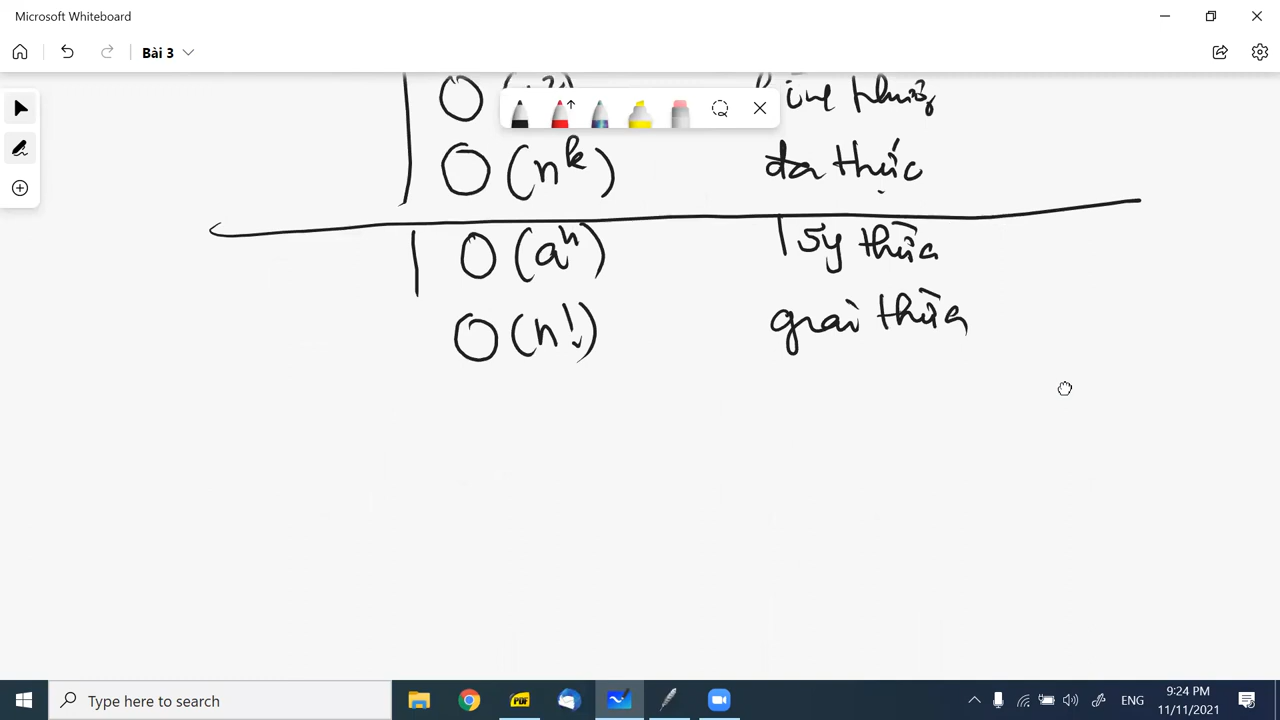 Microsoft Whiteboard
Bài 3
O(n
O(n^k) đa thức
O(a^n) lũy thừa
O(n!) giai thừa
Type here to search
PDF
ENG
9:24 PM
11/11/2021